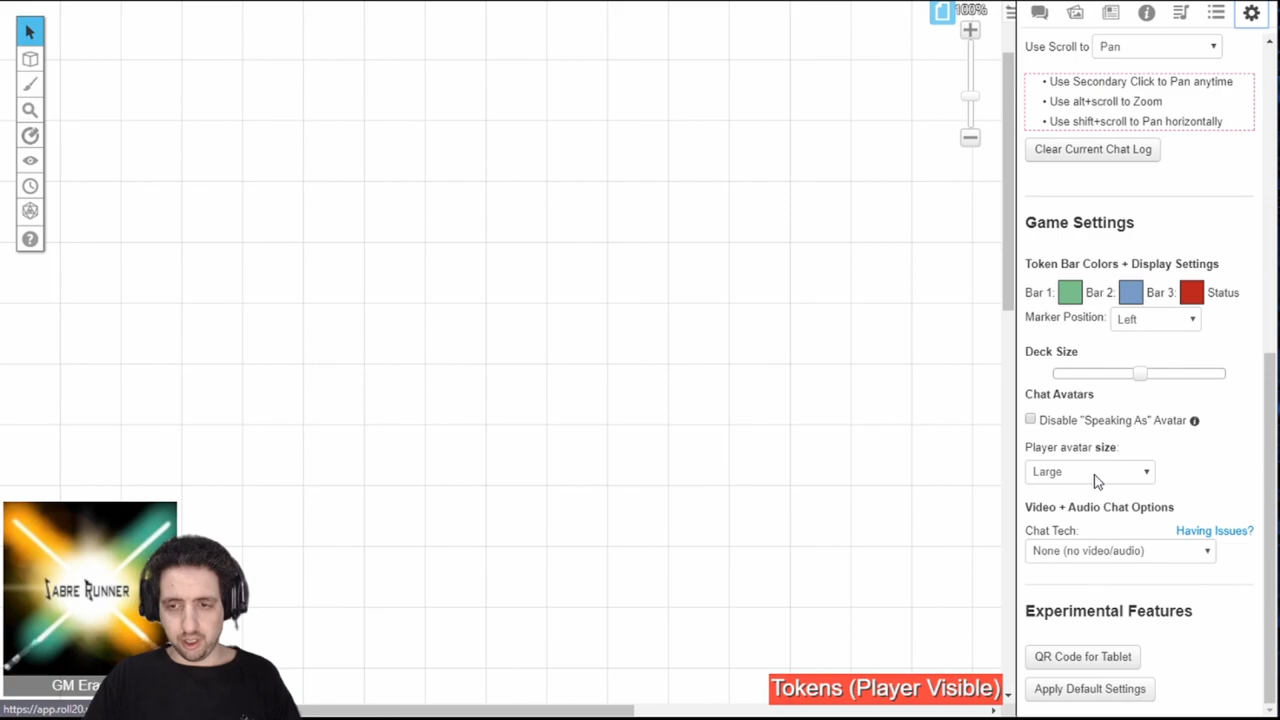 100%
Use Scroll to Pan
• Use Secondary Click to Pan anytime
• Use alt+scroll to Zoom
• Use shift+scroll to Pan horizontally
Clear Current Chat Log
Game Settings
Token Bar Colors + Display Settings
Bar 1: Bar 2: Bar 3: Status
Marker Position: Left
Deck Size
Chat Avatars
Disable "Speaking As" Avatar
Player avatar size:
Large
Video + Audio Chat Options
Chat Tech: Having Issues?
None (no video/audio)
Experimental Features
QR Code for Tablet
Apply Default Settings
SABRE RUNNER
GM Era
Tokens (Player Visible)
https://app.roll20.